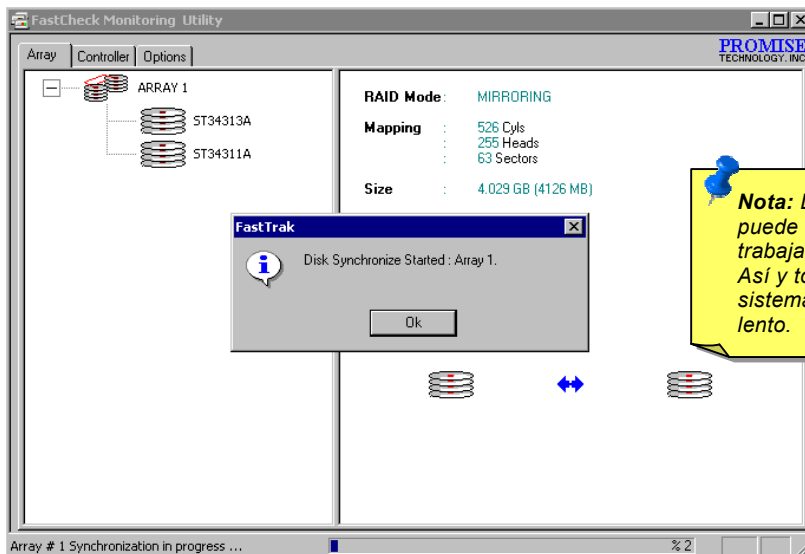 FastCheck Monitoring Utility
Array Controller Options
PROMISE
TECHNOLOGY, INC
ARRAY 1
ST34313A
ST34311A
RAID Mode: MIRRORING
Mapping : 526 Cyls
: 255 Heads
: 63 Sectors
Size : 4.029 GB (4126 MB)
FastTrak
Disk Synchronize Started : Array 1.
Ok
Nota:
puede
trabaja
Así y to
sistema
lento.
Array # 1 Synchronization in progress ...
% 2